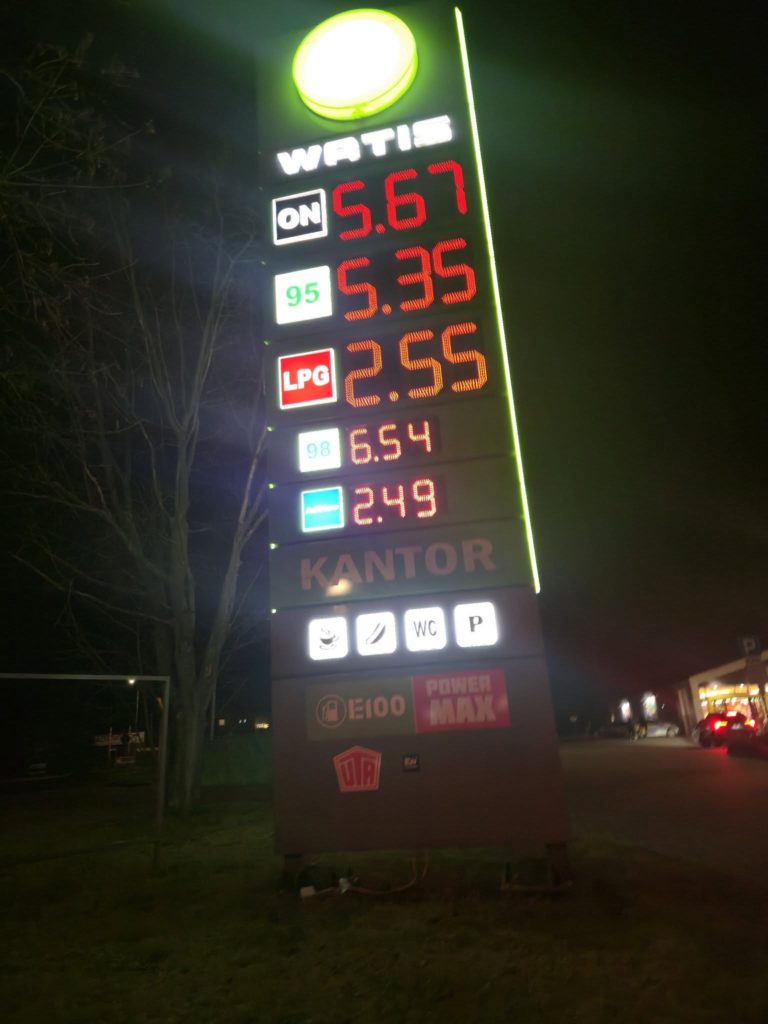 WATIS
ON 5.67
95 5.35
LPG 2.55
98 6.54
AdBlue 2.49
KANTOR
WC P
E100 POWER MAX
UTA